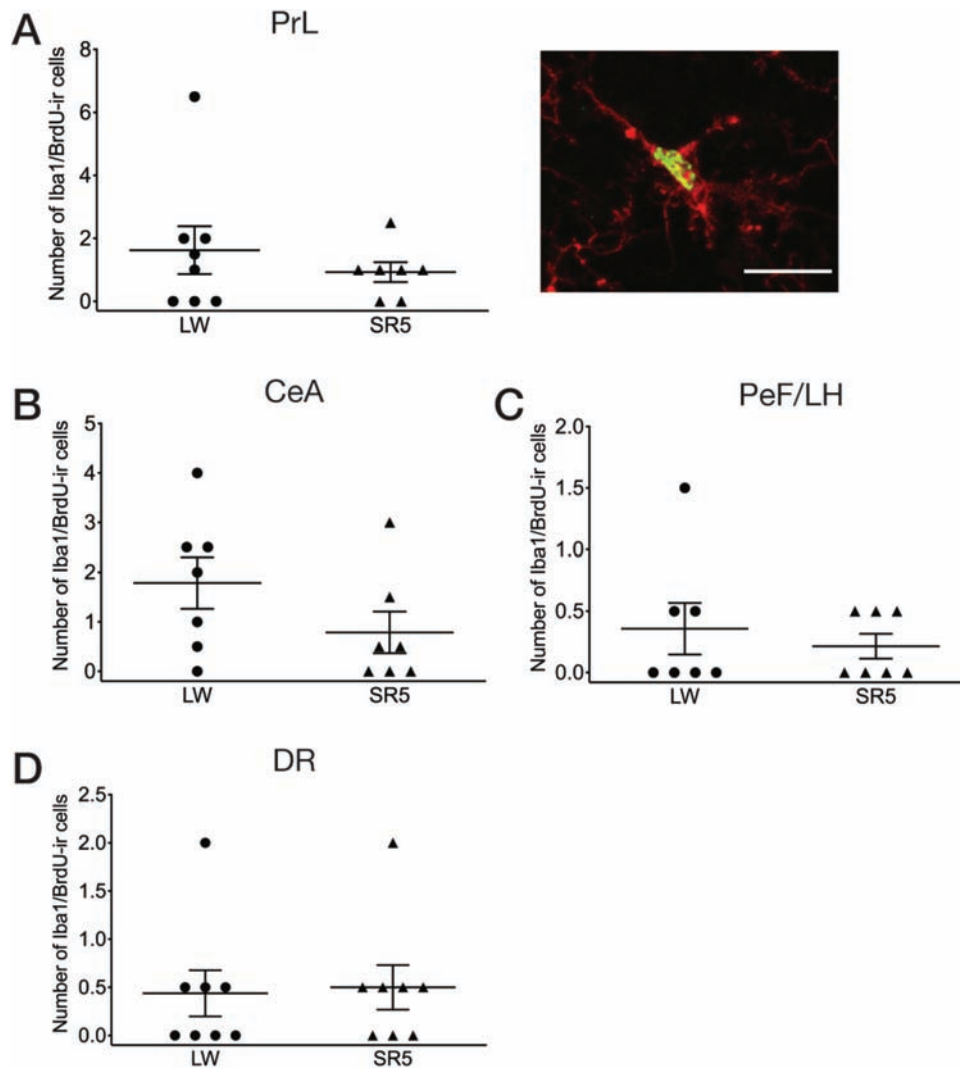 A
PrL
Number of Iba1/BrdU-ir cells
8
6
4
2
0
LW
SR5
B
CeA
Number of Iba1/BrdU-ir cells
5
4
3
2
1
0
LW
SR5
C
PeF/LH
Number of Iba1/BrdU-ir cells
2.0
1.5
1.0
0.5
0.0
LW
SR5
D
DR
Number of Iba1/BrdU-ir cells
2.5
2.0
1.5
1.0
0.5
0.0
LW
SR5